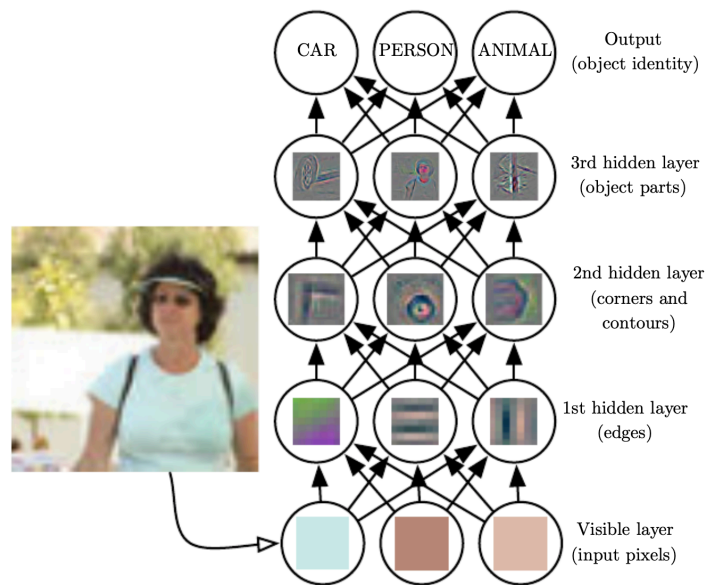 CAR PERSON ANIMAL
Output
(object identity)
3rd hidden layer
(object parts)
2nd hidden layer
(corners and
contours)
1st hidden layer
(edges)
Visible layer
(input pixels)